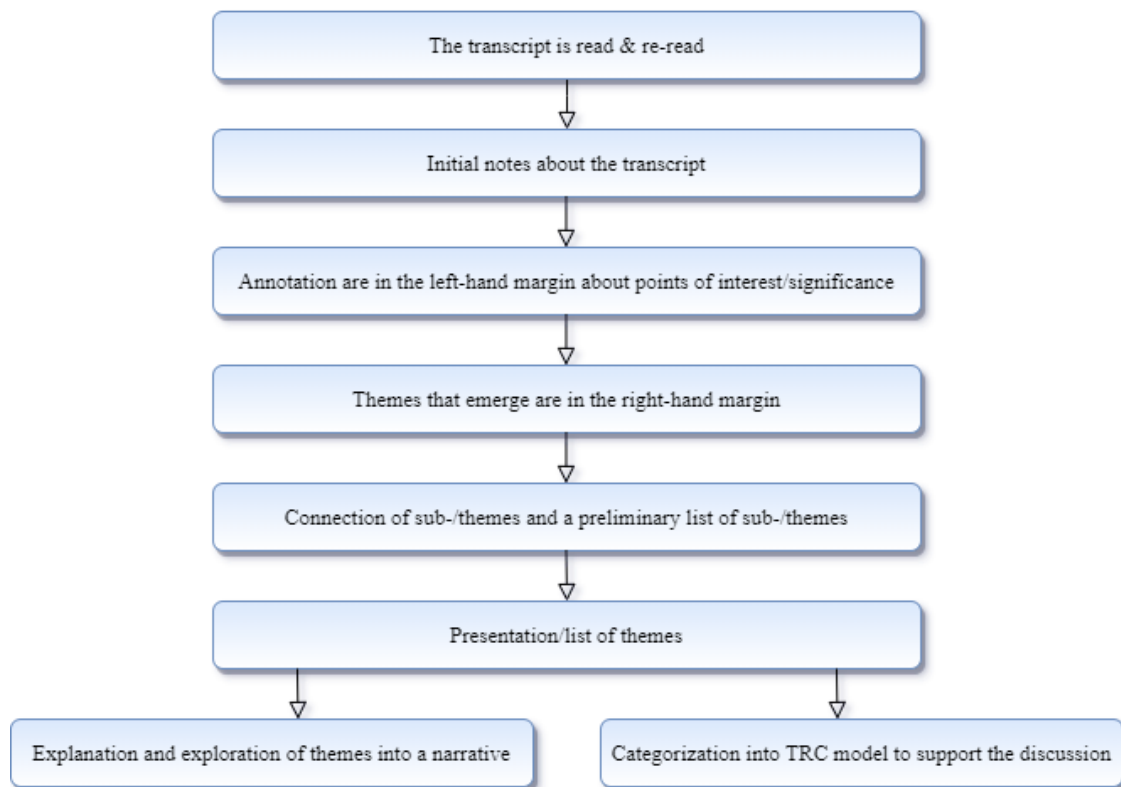 The transcript is read & re-read
Initial notes about the transcript
Annotation are in the left-hand margin about points of interest/significance
Themes that emerge are in the right-hand margin
Connection of sub-/themes and a preliminary list of sub-/themes
Presentation/list of themes
Explanation and exploration of themes into a narrative
Categorization into TRC model to support the discussion